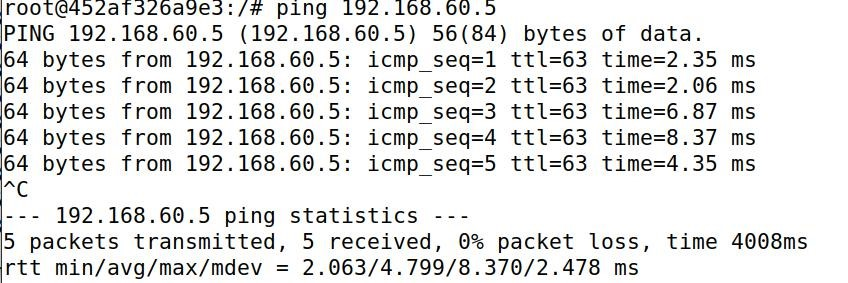 root@452af326a9e3:/# ping 192.168.60.5
PING 192.168.60.5 (192.168.60.5) 56(84) bytes of data.
64 bytes from 192.168.60.5: icmp_seq=1 ttl=63 time=2.35 ms
64 bytes from 192.168.60.5: icmp_seq=2 ttl=63 time=2.06 ms
64 bytes from 192.168.60.5: icmp_seq=3 ttl=63 time=6.87 ms
64 bytes from 192.168.60.5: icmp_seq=4 ttl=63 time=8.37 ms
64 bytes from 192.168.60.5: icmp_seq=5 ttl=63 time=4.35 ms
^C
--- 192.168.60.5 ping statistics ---
5 packets transmitted, 5 received, 0% packet loss, time 4008ms
rtt min/avg/max/mdev = 2.063/4.799/8.370/2.478 ms